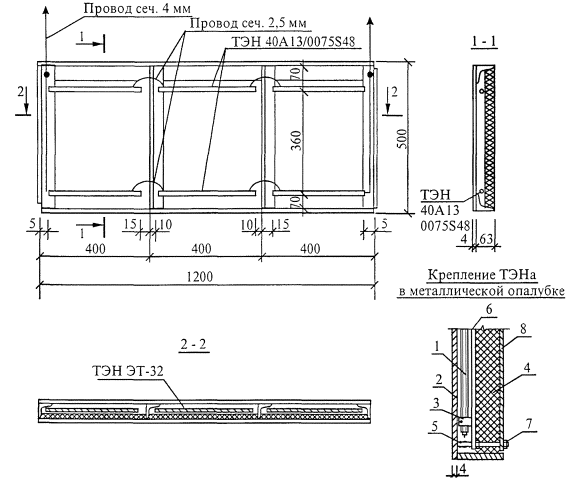 Провод сеч. 4 мм
Провод сеч. 2,5 мм
1
ТЭН 40А13/0075S48
1 - 1
70
2
2
360
500
70
ТЭН
40А13
0075S48
5
1
15
10
10
15
5
4
63
400
400
400
1200
Крепление ТЭНа
в металлической опалубке
6
8
1
2
4
3
5
7
4
2 - 2
ТЭН ЭТ-32